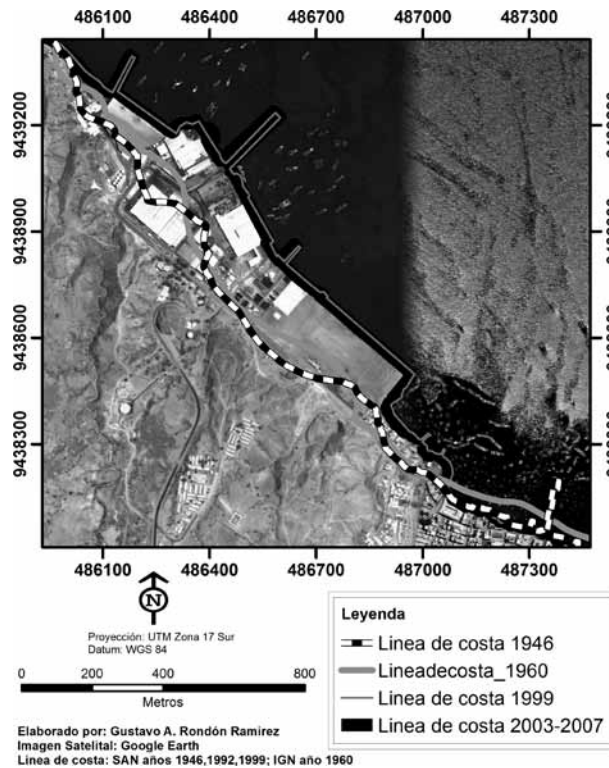 486100 486400 486700 487000 487300
9439200
9438900
9438600
9438300
486100 486400 486700 487000 487300
N
Proyección: UTM Zona 17 Sur
Datum: WGS 84
0 200 400 800
Metros
Elaborado por: Gustavo A. Rondón Ramirez
Imagen Satelital: Google Earth
Linea de costa: SAN años 1946,1992,1999; IGN año 1960
Leyenda
Linea de costa 1946
Lineadecosta_1960
Linea de costa 1999
Linea de costa 2003-2007